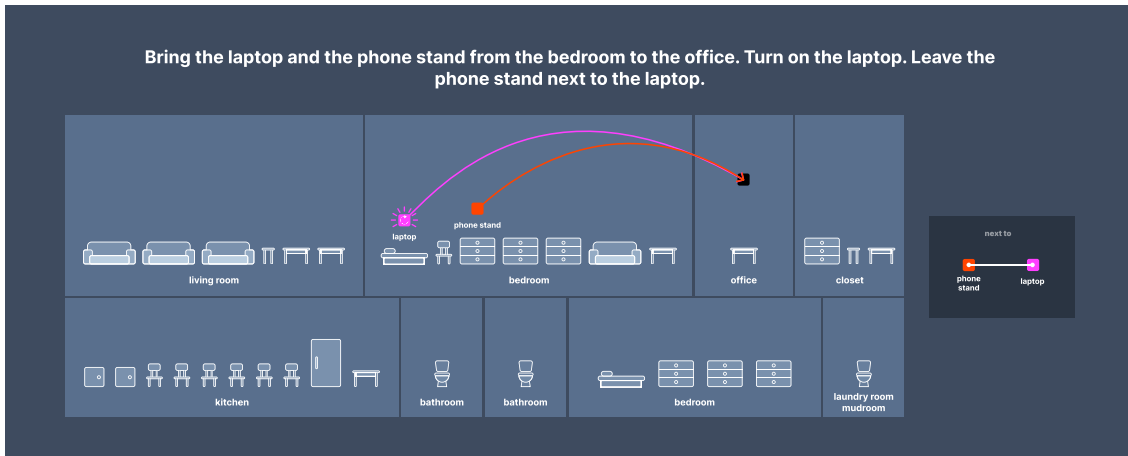 Bring the laptop and the phone stand from the bedroom to the office. Turn on the laptop. Leave the
phone stand next to the laptop.
laptop
phone stand
living room
bedroom
office
closet
next to
phone
stand
laptop
kitchen
bathroom
bathroom
bedroom
laundry room
mudroom